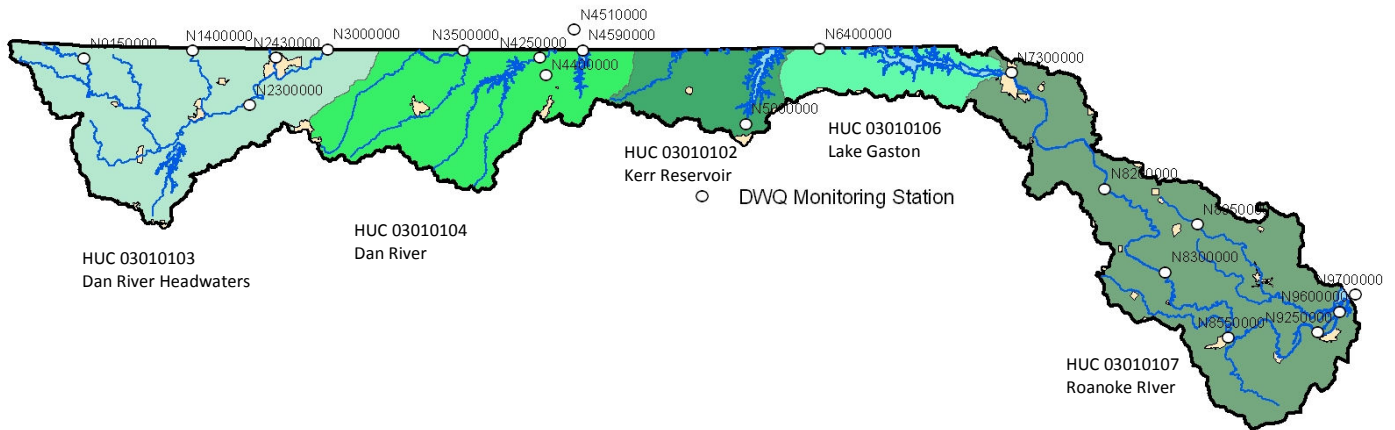 N4510000
N0150000
N1400000
N2430000
N3000000
N3500000
N4250000
N4590000
N6400000
N4400000
N7300000
N2300000
N5000000
HUC 03010102
Kerr Reservoir
HUC 03010106
Lake Gaston
DWQ Monitoring Station
N8200000
N8950000
HUC 03010103
Dan River Headwaters
HUC 03010104
Dan River
N8300000
N9700000
N9600000
N9250000
N8550000
HUC 03010107
Roanoke RIver